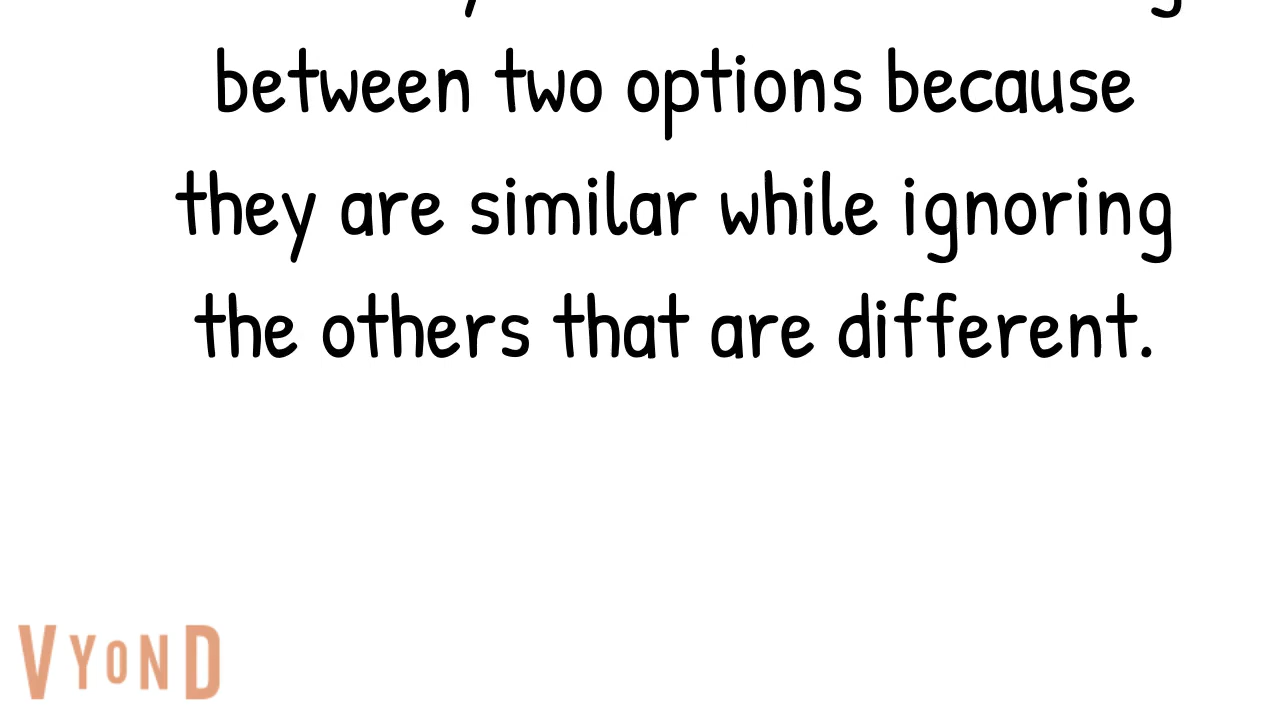 between two options because
they are similar while ignoring
the others that are different.
VYOND